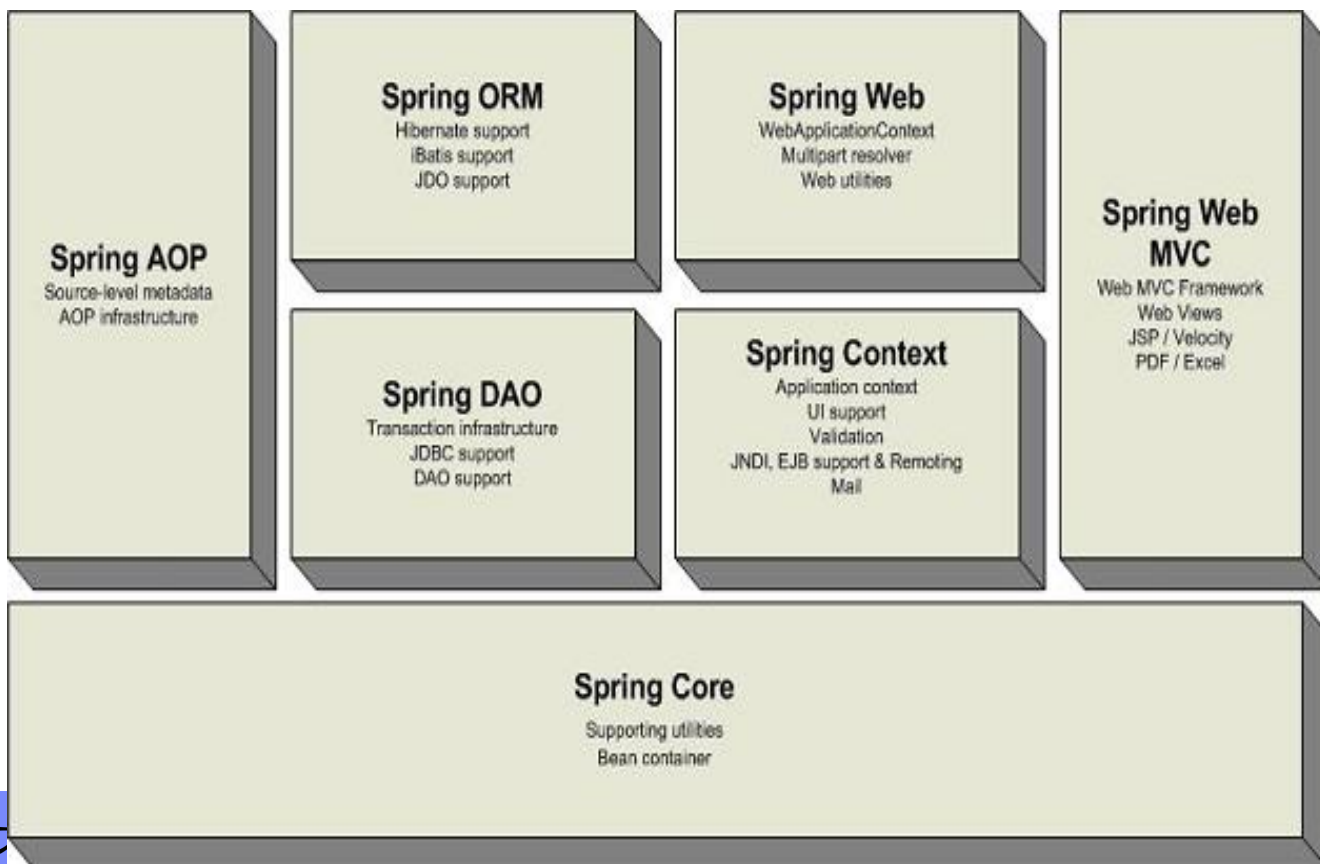 Spring AOP
Source-level metadata
AOP infrastructure
Spring ORM
Hibernate support
iBatis support
JDO support
Spring DAO
Transaction infrastructure
JDBC support
DAO support
Spring Web
WebApplicationContext
Multipart resolver
Web utilities
Spring Context
Application context
UI support
Validation
JNDI, EJB support & Remoting
Mail
Spring Web
MVC
Web MVC Framework
Web Views
JSP / Velocity
PDF / Excel
Spring Core
Supporting utilities
Bean container